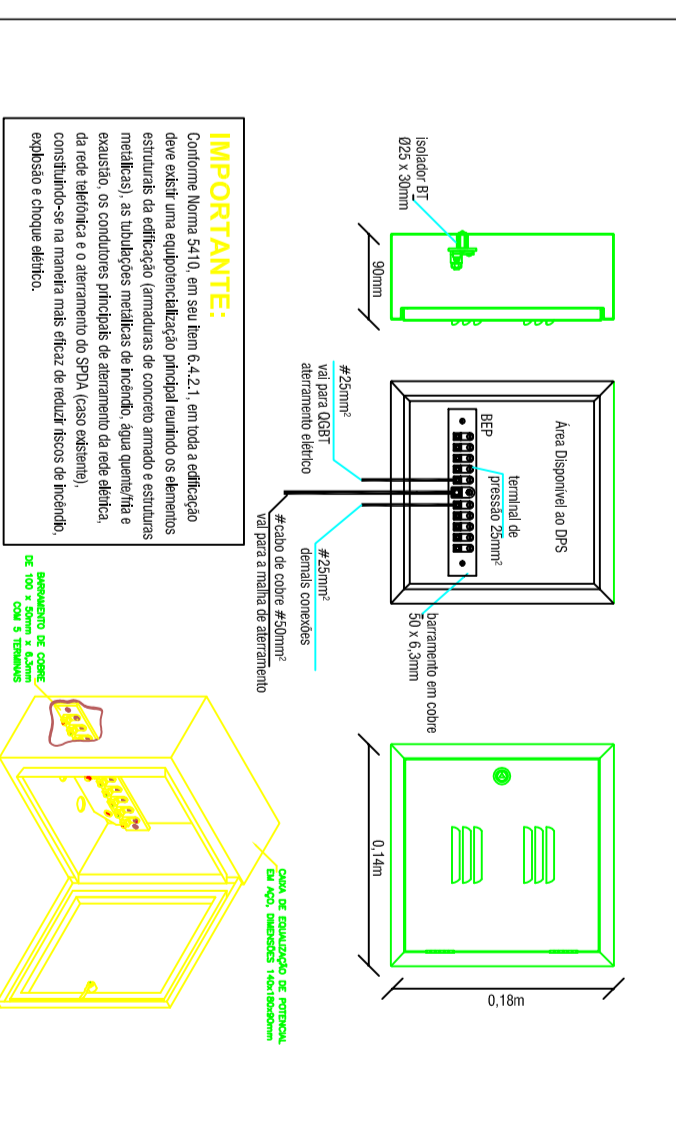 isolador BT
Ø25 x 30mm
90mm
Área Disponível ao DPS
terminal de
pressão 25mm²
BEP
barramento em cobre
50 x 6,3mm
#25mm²
vai para QGBT
aterramento elétrico
#25mm²
demais conexões
#cabo de cobre #50mm²
vai para a malha de aterramento
0,14m
0,18m
IMPORTANTE:
Conforme Norma 5410, em seu item 6.4.2.1, em toda a edificação
deve existir uma equipotencialização principal reunindo os elementos
estruturais da edificação (armaduras de concreto armado e estruturas
metálicas), as tubulações metálicas de incêndio, água quente/fria e
exaustão, os condutores principais de aterramento da rede elétrica,
da rede telefônica e o aterramento do SPDA (caso existente),
constituindo-se na maneira mais eficaz de reduzir riscos de incêndio,
explosão e choque elétrico.
BARRAMENTO DE COBRE
DE 100 x 50mm x 6,3mm
COM 5 TERMINAIS
CAIXA DE EQUALIZAÇÃO DE POTENCIAL
EM AÇO, DIMENSÕES 140x180x90mm